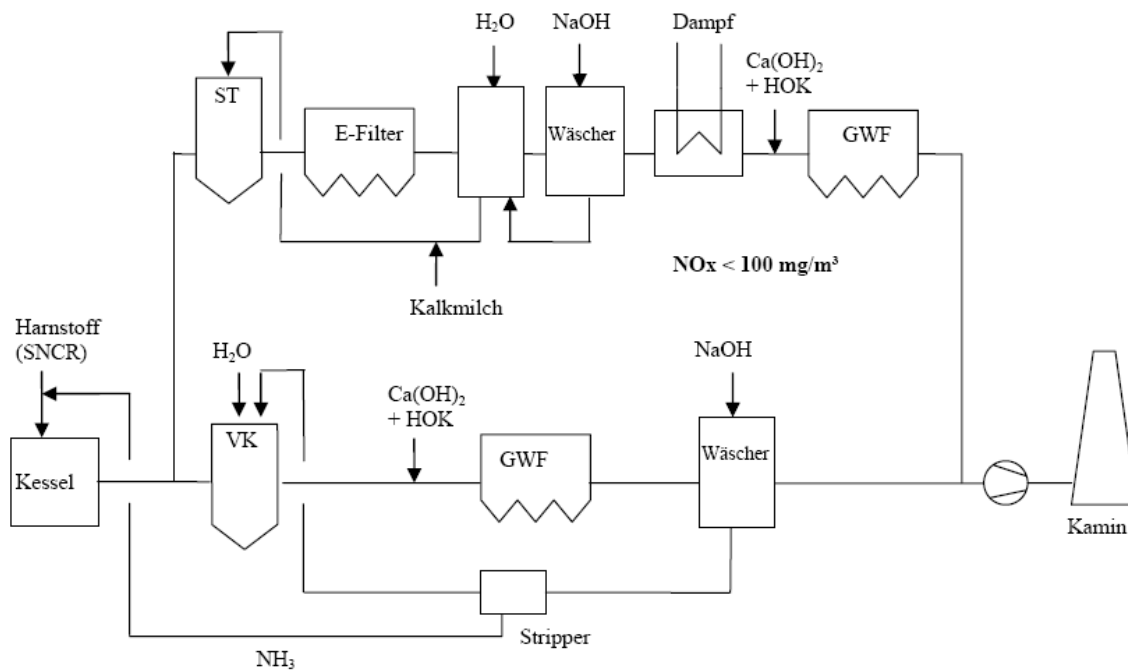 H₂O
NaOH
Dampf
Ca(OH)₂
+ HOK
ST
E-Filter
Wäscher
GWF
NOx < 100 mg/m³
Kalkmilch
Harnstoff
(SNCR)
H₂O
Ca(OH)₂
+ HOK
NaOH
VK
GWF
Wäscher
Kessel
Kamin
Stripper
NH₃